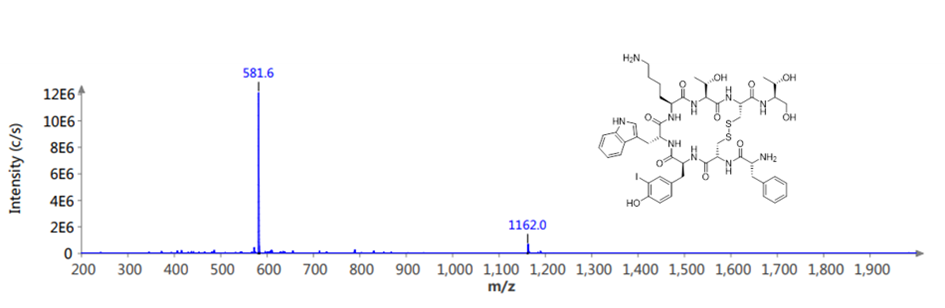 581.6
1162.0
Intensity (c/s)
12E6
10E6
8E6
6E6
4E6
2E6
0
200 300 400 500 600 700 800 900 1,000 1,100 1,200 1,300 1,400 1,500 1,600 1,700 1,800 1,900
m/z
H₂N
OH
OH
O
H
N
O
H
N
O
N
H
O
N
H
OH
O
NH
HN
S
S
NH
O
H
N
O
O
N
H
NH₂
I
HO